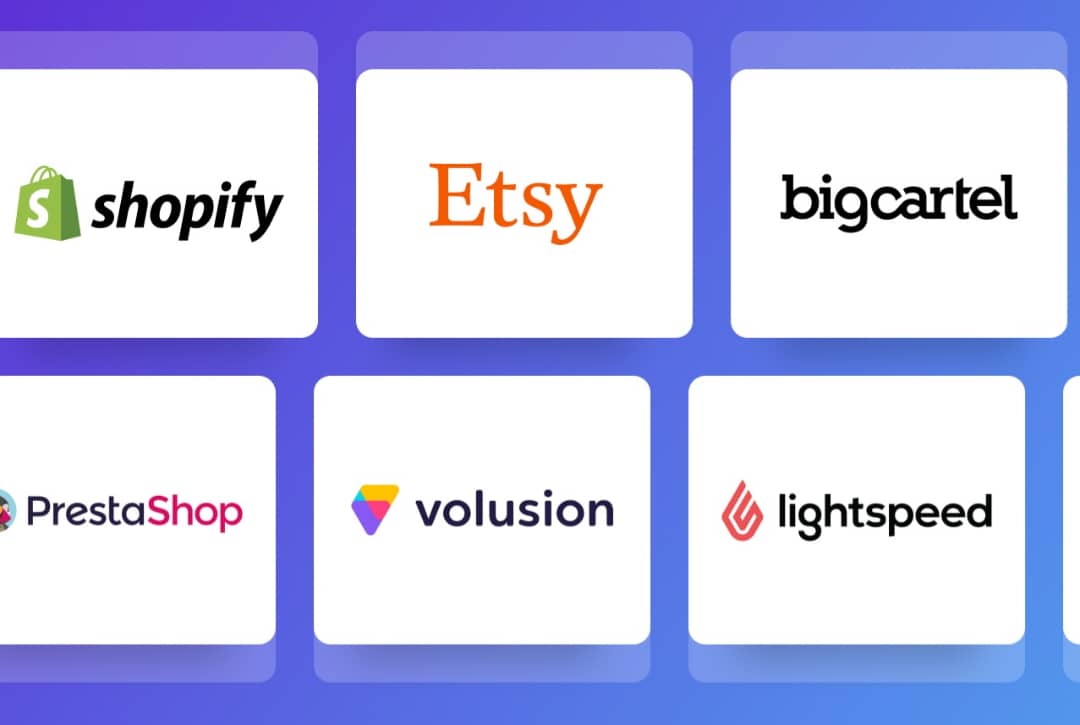 shopify
Etsy
bigcartel
PrestaShop
volusion
lightspeed